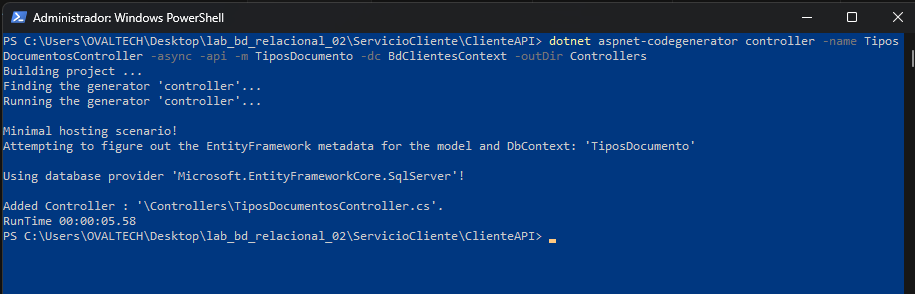 Administrador: Windows PowerShell
PS C:\Users\OVALTECH\Desktop\lab_bd_relacional_02\ServicioCliente\ClienteAPI> dotnet aspnet-codegenerator controller -name Tipos
DocumentosController -async -api -m TiposDocumento -dc BdClientesContext -outDir Controllers
Building project ...
Finding the generator 'controller'...
Running the generator 'controller'...
Minimal hosting scenario!
Attempting to figure out the EntityFramework metadata for the model and DbContext: 'TiposDocumento'
Using database provider 'Microsoft.EntityFrameworkCore.SqlServer'!
Added Controller : '\Controllers\TiposDocumentosController.cs'.
RunTime 00:00:05.58
PS C:\Users\OVALTECH\Desktop\lab_bd_relacional_02\ServicioCliente\ClienteAPI>